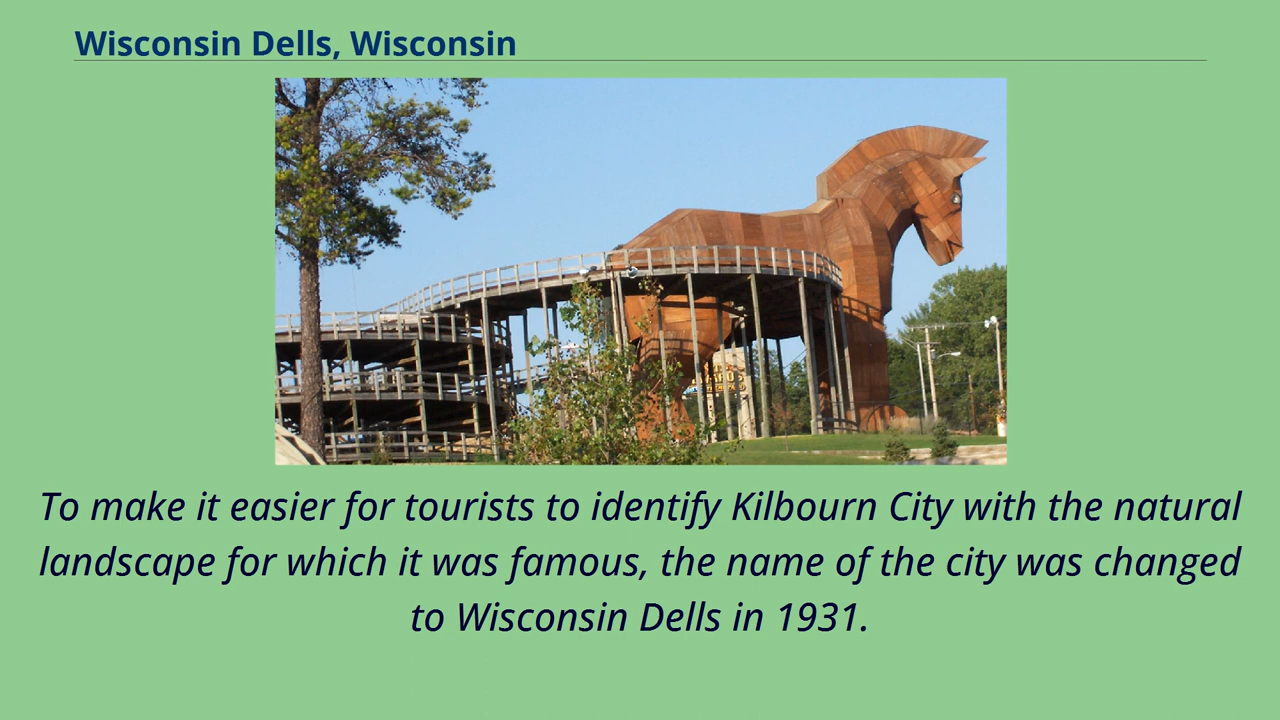 Wisconsin Dells, Wisconsin
To make it easier for tourists to identify Kilbourn City with the natural
landscape for which it was famous, the name of the city was changed
to Wisconsin Dells in 1931.